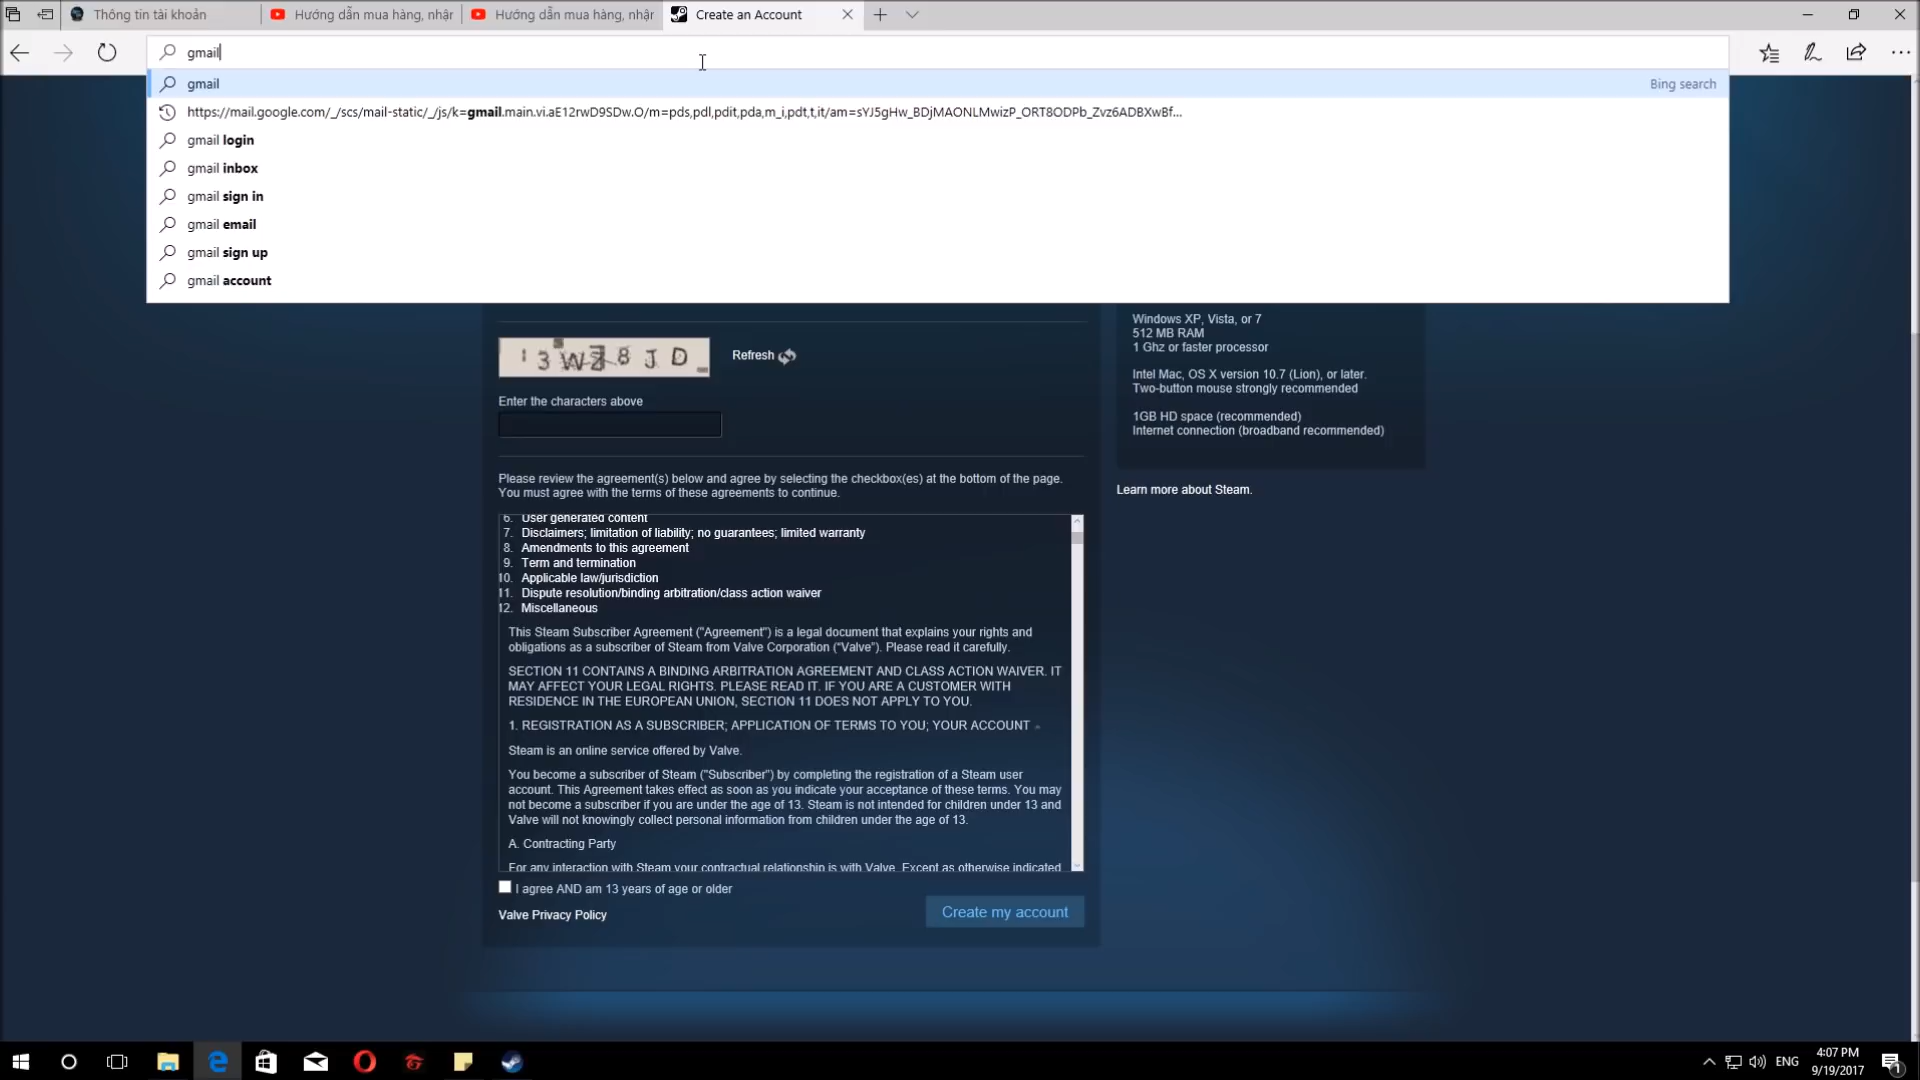 Thông tin tài khoản
Hướng dẫn mua hàng, nhận
Hướng dẫn mua hàng, nhận
Create an Account
gmail
gmail
Bing search
https://mail.google.com/_/scs/mail-static/_/js/k=gmail.main.vi.aE12rwD9SDw.O/m=pds,pdl,pdit,pda,m_i,pdt,t,it/am=sYJ5gHw_BDjMAONLMwizP_ORT8ODPb_Zvz6ADBXwBf...
gmail login
gmail inbox
gmail sign in
gmail email
gmail sign up
gmail account
Windows XP, Vista, or 7
512 MB RAM
1 Ghz or faster processor
Intel Mac, OS X version 10.7 (Lion), or later.
Two-button mouse strongly recommended
1GB HD space (recommended)
Internet connection (broadband recommended)
Learn more about Steam.
Refresh
Enter the characters above
Please review the agreement(s) below and agree by selecting the checkbox(es) at the bottom of the page.
You must agree with the terms of these agreements to continue.
6. User generated content
7. Disclaimers; limitation of liability; no guarantees; limited warranty
8. Amendments to this agreement
9. Term and termination
10. Applicable law/jurisdiction
11. Dispute resolution/binding arbitration/class action waiver
12. Miscellaneous
This Steam Subscriber Agreement ("Agreement") is a legal document that explains your rights and
obligations as a subscriber of Steam from Valve Corporation ("Valve"). Please read it carefully.
SECTION 11 CONTAINS A BINDING ARBITRATION AGREEMENT AND CLASS ACTION WAIVER. IT
MAY AFFECT YOUR LEGAL RIGHTS. PLEASE READ IT. IF YOU ARE A CUSTOMER WITH
RESIDENCE IN THE EUROPEAN UNION, SECTION 11 DOES NOT APPLY TO YOU.
1. REGISTRATION AS A SUBSCRIBER; APPLICATION OF TERMS TO YOU; YOUR ACCOUNT
Steam is an online service offered by Valve.
You become a subscriber of Steam ("Subscriber") by completing the registration of a Steam user
account. This Agreement takes effect as soon as you indicate your acceptance of these terms. You may
not become a subscriber if you are under the age of 13. Steam is not intended for children under 13 and
Valve will not knowingly collect personal information from children under the age of 13.
A. Contracting Party
For any interaction with Steam your contractual relationship is with Valve. Except as otherwise indicated
I agree AND am 13 years of age or older
Valve Privacy Policy
Create my account
ENG
4:07 PM
9/19/2017